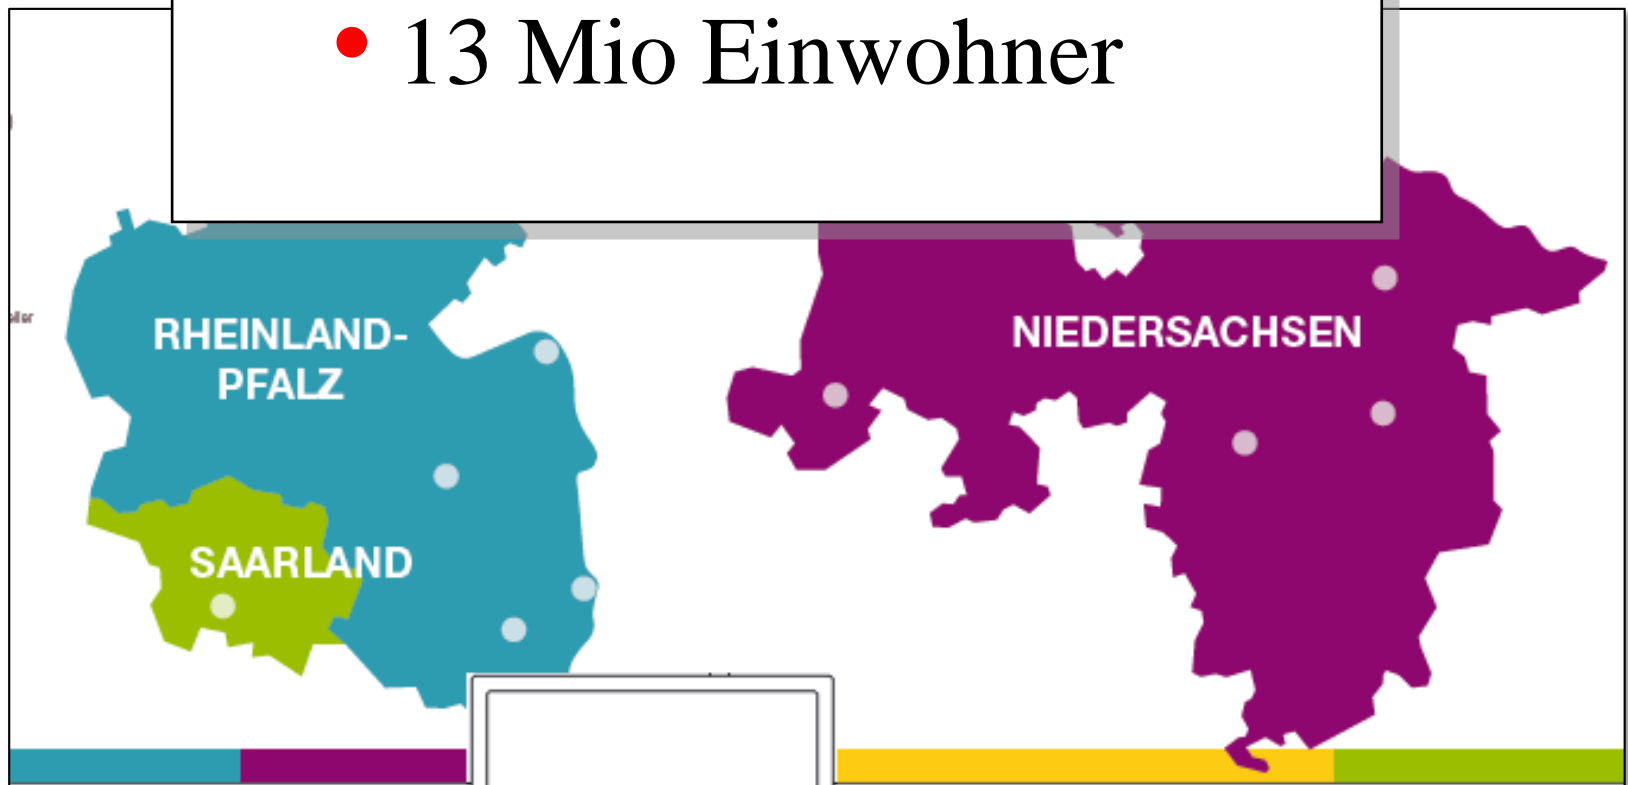 • 13 Mio Einwohner
RHEINLAND-
PFALZ
NIEDERSACHSEN
SAARLAND